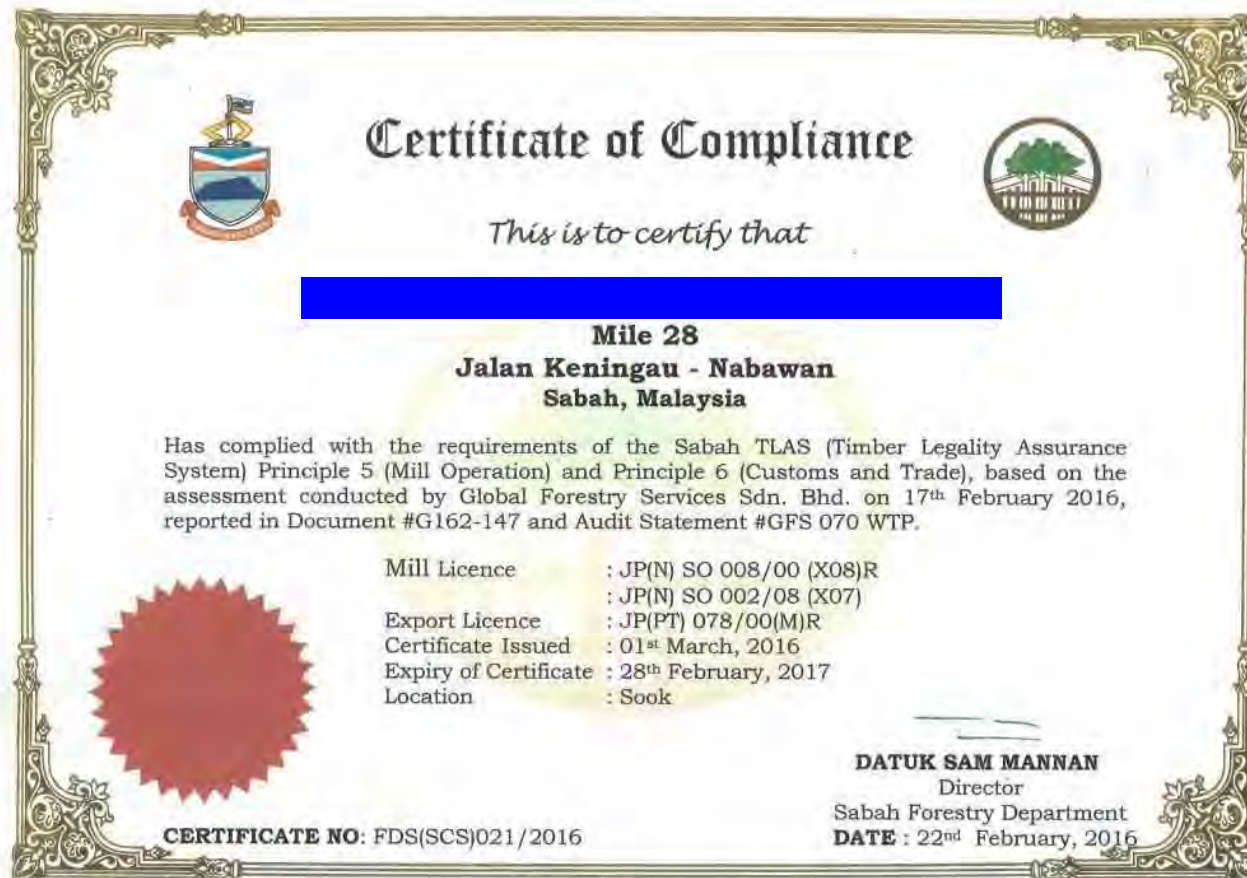 Certificate of Compliance
This is to certify that
Mile 28
Jalan Keningau - Nabawan
Sabah, Malaysia
Has complied with the requirements of the Sabah TLAS (Timber Legality Assurance
System) Principle 5 (Mill Operation) and Principle 6 (Customs and Trade), based on the
assessment conducted by Global Forestry Services Sdn. Bhd. on 17th February 2016,
reported in Document #G162-147 and Audit Statement #GFS 070 WTP.
Mill Licence : JP(N) SO 008/00 (X08)R
: JP(N) SO 002/08 (X07)
Export Licence : JP(PT) 078/00(M)R
Certificate Issued : 01st March, 2016
Expiry of Certificate : 28th February, 2017
Location : Sook
DATUK SAM MANNAN
Director
Sabah Forestry Department
CERTIFICATE NO: FDS(SCS)021/2016
DATE : 22nd February, 2016